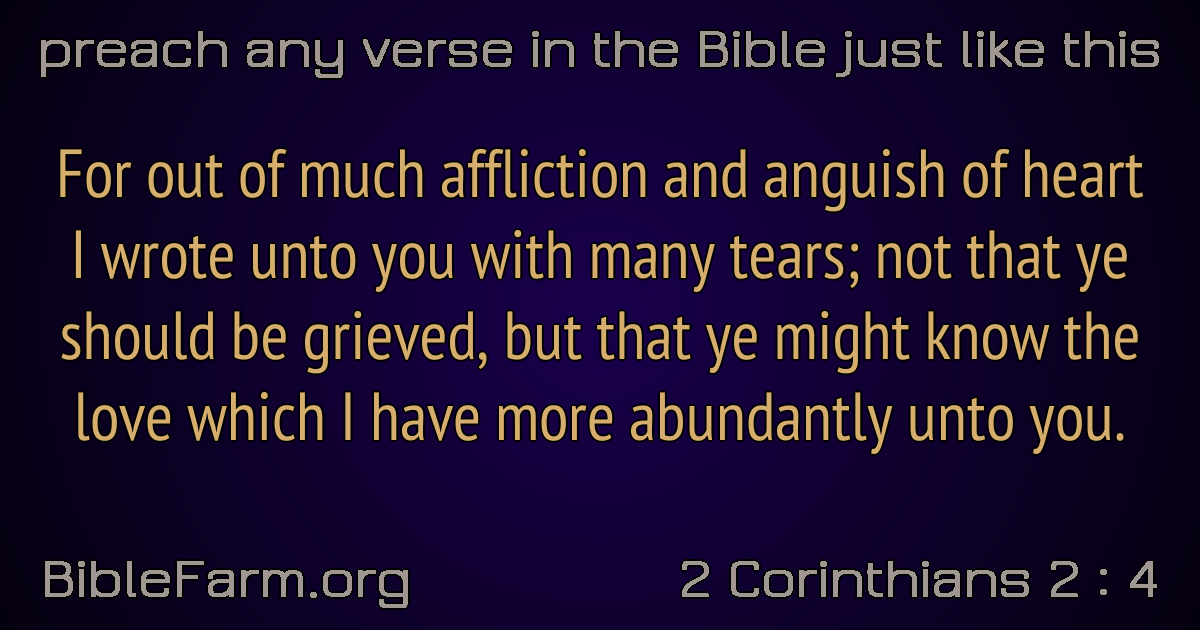 preach any verse in the Bible just like this
For out of much affliction and anguish of heart
I wrote unto you with many tears; not that ye
should be grieved, but that ye might know the
love which I have more abundantly unto you.
BibleFarm.org
2 Corinthians 2 : 4